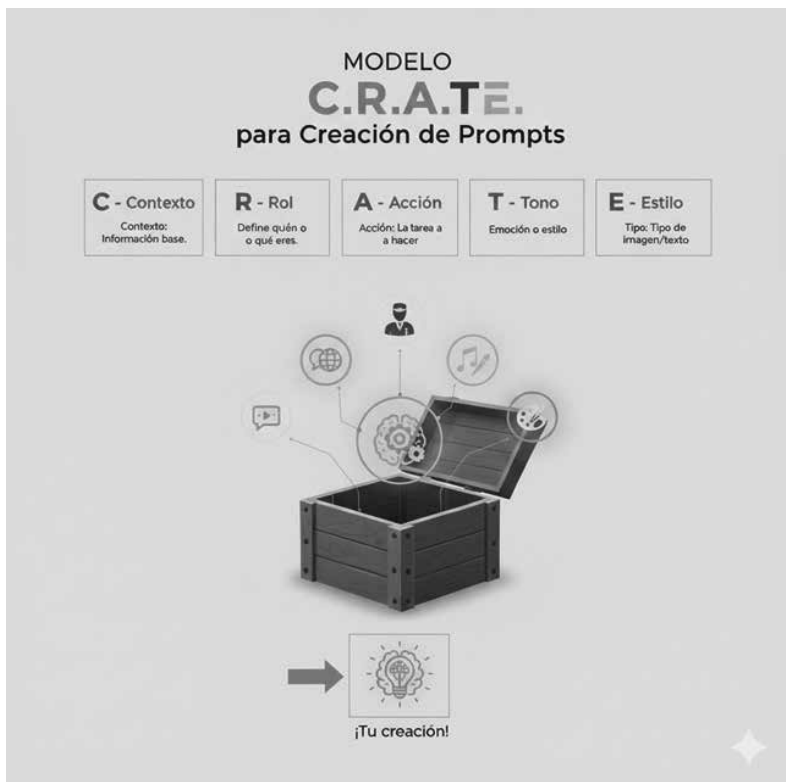 MODELO
C.R.A.T.E.
para Creación de Prompts
C - Contexto
Contexto:
Información base.
R - Rol
Define quén o
o qué eres.
A - Acción
Acción: La tarea a
a hacer
T - Tono
Emoción o estilo
E - Estilo
Tipo: Tipo de
imagen/texto
¡Tu creación!